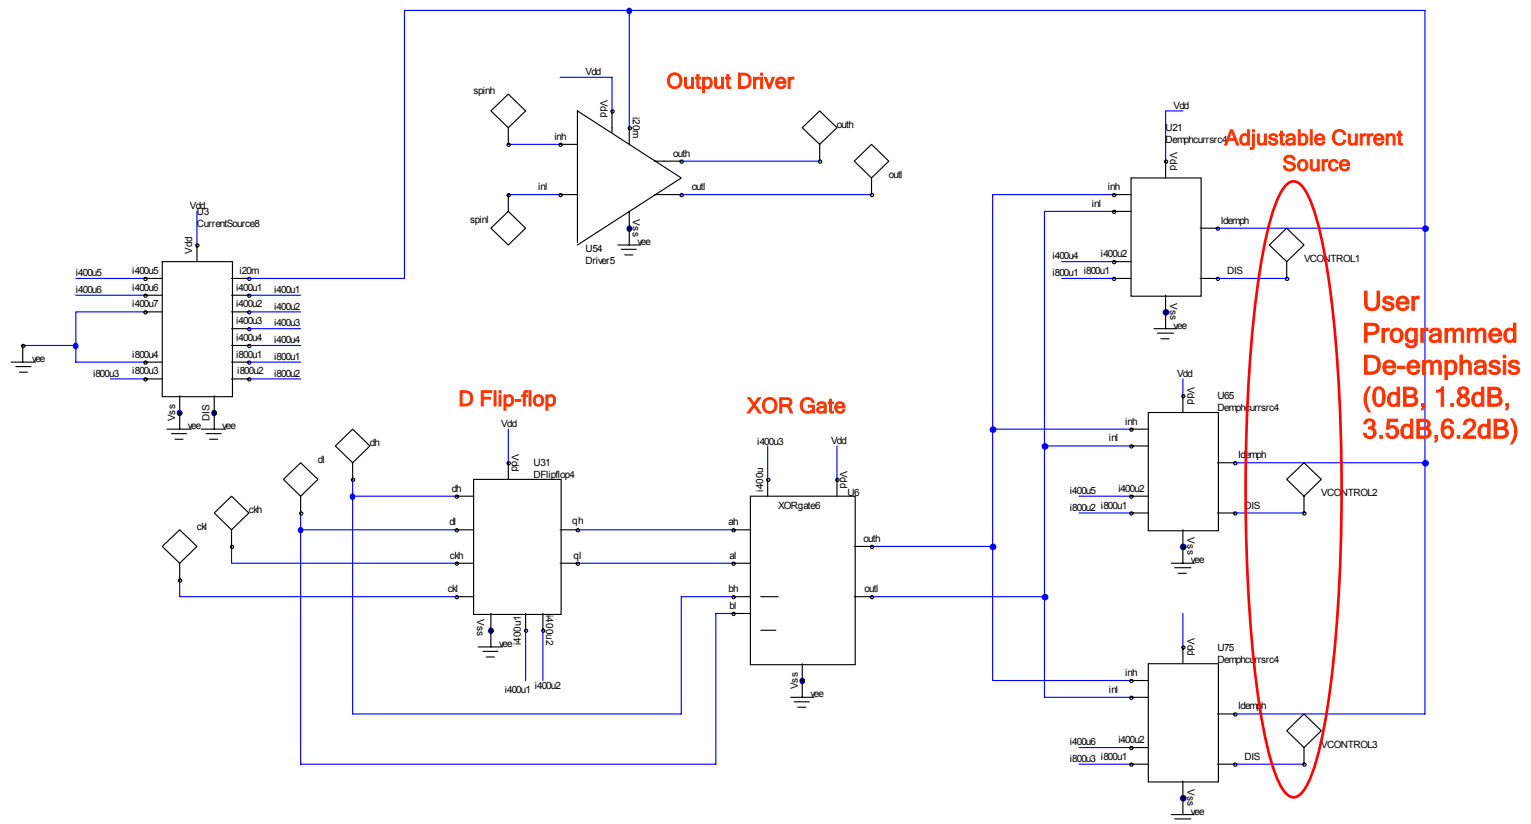 Output Driver
Vdd
spinh
Vdd
i20m
inh
outh
outh
inl
outl
outl
spinl
Vss
vee
U54
Driver5
Vdd
U21
Demphcurrsrc4
Adjustable Current
Source
Vdd
inh
inl
Idemph
i400u4
i400u2
i800u1
i800u1
DIS
VCONTROL1
Vss
vee
Vdd
U3
CurrentSource8
Vdd
i400u5
i400u5
i20m
i400u6
i400u6
i400u1
i400u1
i400u7
i400u2
i400u2
i400u3
i400u3
i400u4
i400u4
vee
i800u4
i800u1
i800u1
i800u3
i800u3
i800u2
i800u2
Vss
DIS
vee
vee
User
Programmed
De-emphasis
(0dB, 1.8dB,
3.5dB,6.2dB)
Vdd
U65
Demphcurrsrc4
Vdd
inh
inl
Idemph
i400u5
i400u2
i800u2
i800u1
DIS
VCONTROL2
Vss
vee
D Flip-flop
Vdd
U31
DFlipflop4
Vdd
dh
dl
ckh
ckl
dh
dl
ckh
ckl
qh
ql
Vss
vee
i400u1
i400u2
i400u1
i400u2
XOR Gate
i400u3
Vdd
i400u
Vdd
U6
XORgate6
ah
al
bh
bl
outh
outl
Vss
vee
U75
Demphcurrsrc4
Vdd
inh
inl
Idemph
i400u6
i400u2
i800u3
i800u1
DIS
VCONTROL3
Vss
vee